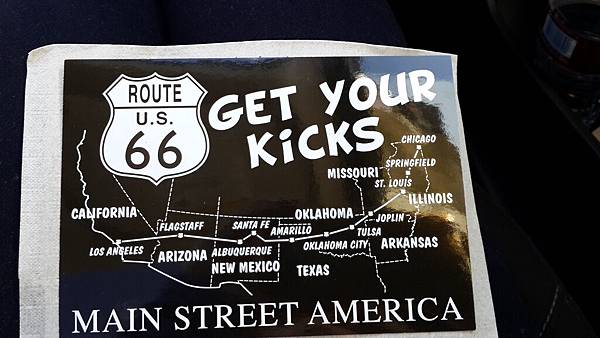 ROUTE
U.S.
66
GET YOUR
KiCKS
CHICAGO
SPRINGFIELD
MISSOURI
ST. LOUIS
ILLINOIS
CALIFORNIA
OKLAHOMA
JOPLIN
FLAGSTAFF
SANTA FE
AMARILLO
TULSA
LOS ANGELES
ARIZONA
ALBUQUERQUE
OKLAHOMA CITY
ARKANSAS
NEW MEXICO
TEXAS
MAIN STREET AMERICA